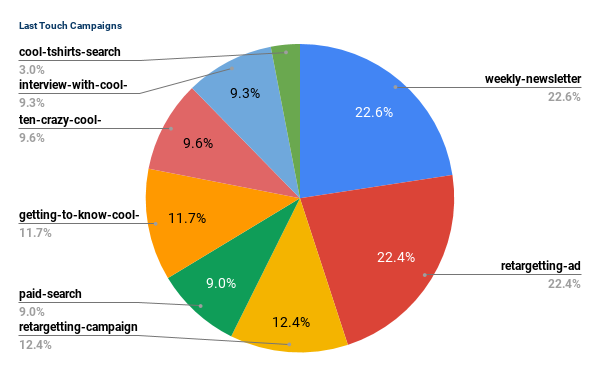 Last Touch Campaigns
cool-tshirts-search
3.0%
interview-with-cool-
9.3%
ten-crazy-cool-
9.6%
getting-to-know-cool-
11.7%
paid-search
9.0%
retargetting-campaign
12.4%
weekly-newsletter
22.6%
retargetting-ad
22.4%
9.3%
22.6%
9.6%
11.7%
22.4%
9.0%
12.4%